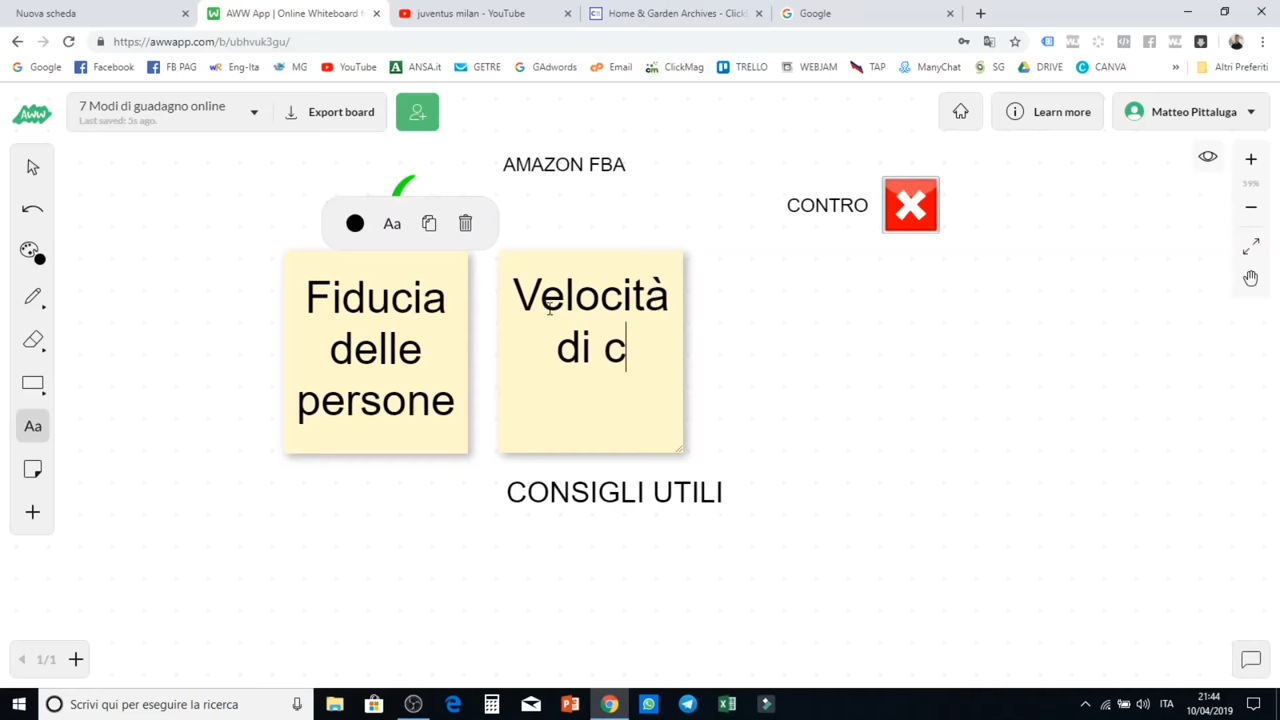 Nuova scheda
AWW App | Online Whiteboard
juventus milan - YouTube
Home & Garden Archives - Click
Google
https://awwapp.com/b/ubhvuk3gu/
Google
Facebook
FB PAG
Eng-Ita
MG
YouTube
ANSA.it
GETRE
GAdwords
Email
ClickMag
TRELLO
WEBJAM
TAP
ManyChat
SG
DRIVE
CANVA
»
Altri Preferiti
AWW
7 Modi di guadagno online
Last saved: 5s ago.
Export board
Learn more
Matteo Pittaluga
AMAZON FBA
CONTRO
39%
Aa
Fiducia
delle
persone
Velocità
di c
Aa
CONSIGLI UTILI
1/1
Scrivi qui per eseguire la ricerca
ITA
21:44
10/04/2019